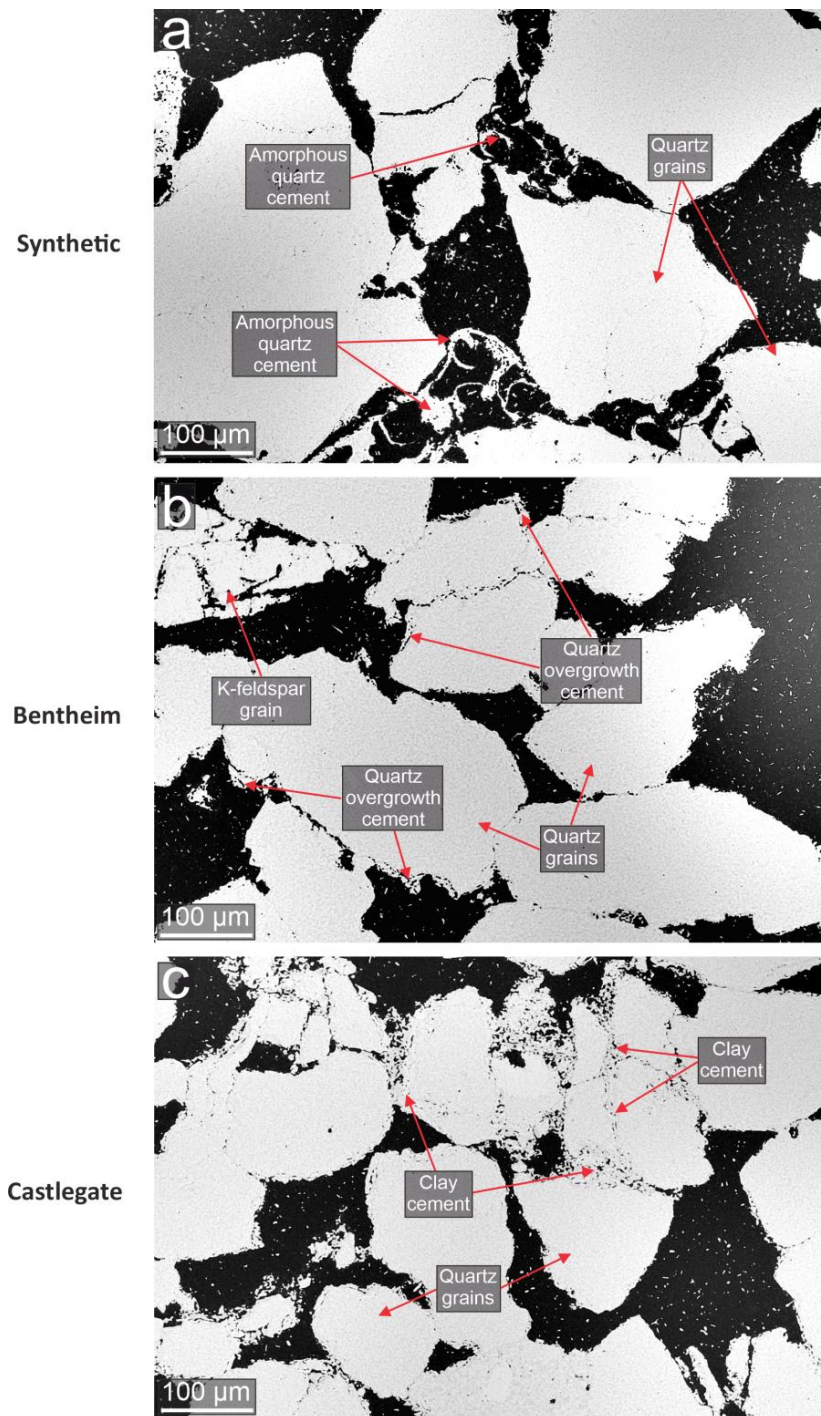 a
Amorphous
quartz
cement
Quartz
grains
Synthetic
Amorphous
quartz
cement
100 µm
b
Quartz
overgrowth
cement
K-feldspar
grain
Bentheim
Quartz
overgrowth
cement
Quartz
grains
100 µm
c
Clay
cement
Castlegate
Clay
cement
Quartz
grains
100 µm